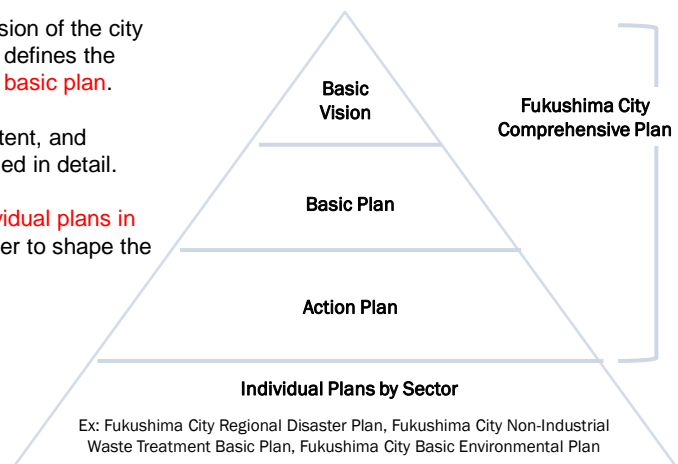 sion of the city
defines the
basic plan.
tent, and
ed in detail.
vidual plans in
er to shape the
Basic
Vision
Fukushima City
Comprehensive Plan
Basic Plan
Action Plan
Individual Plans by Sector
Ex: Fukushima City Regional Disaster Plan, Fukushima City Non-Industrial
Waste Treatment Basic Plan, Fukushima City Basic Environmental Plan